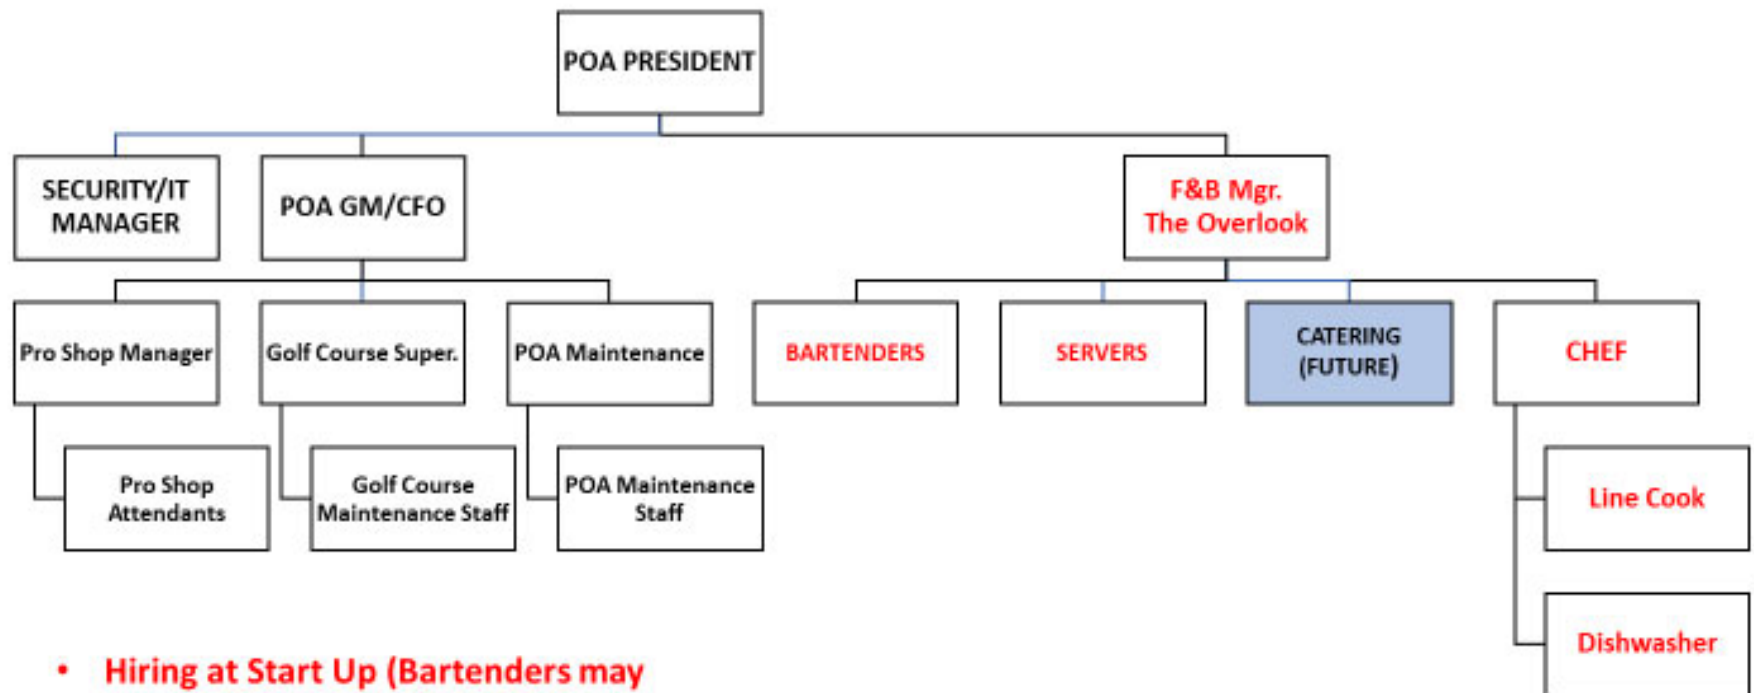 POA PRESIDENT
SECURITY/IT
MANAGER
POA GM/CFO
F&B Mgr.
The Overlook
Pro Shop Manager
Golf Course Super.
POA Maintenance
BARTENDERS
SERVERS
CATERING
(FUTURE)
CHEF
Pro Shop
Attendants
Golf Course
Maintenance Staff
POA Maintenance
Staff
Line Cook
Dishwasher
• Hiring at Start Up (Bartenders may